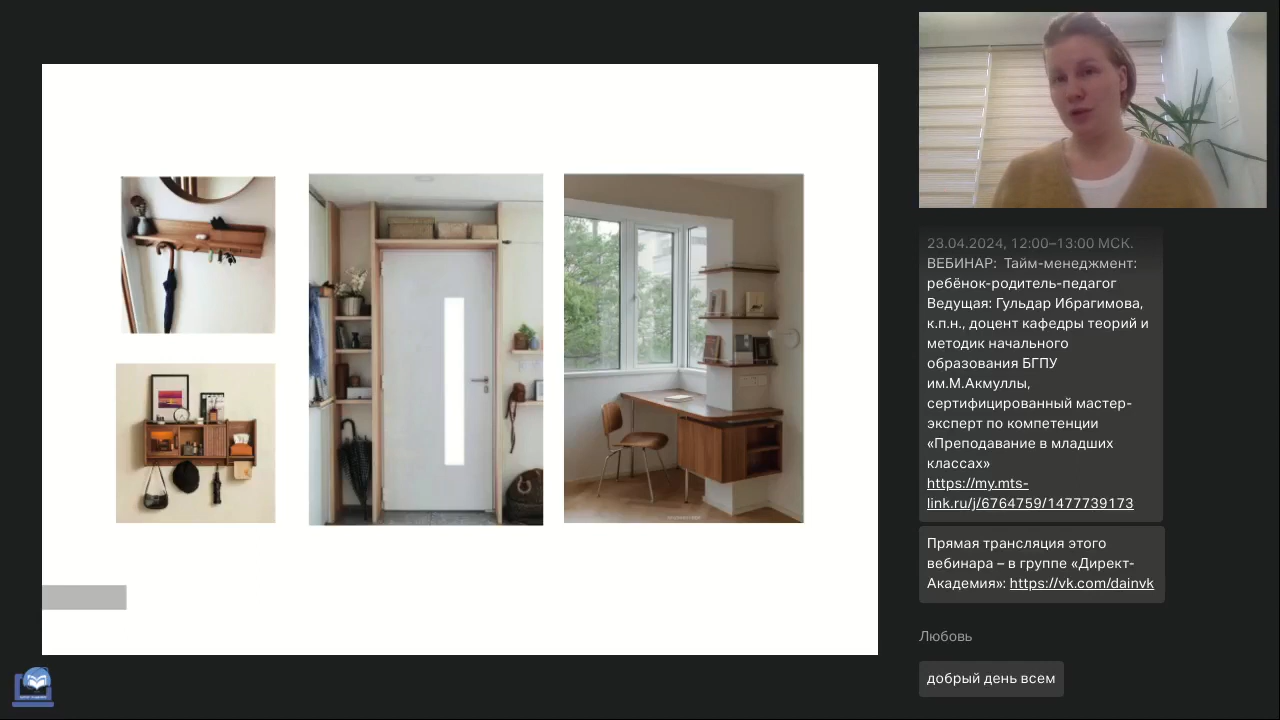 23.04.2024, 12:00–13:00 МСК.
ВЕБИНАР:  Тайм-менеджмент:
ребёнок-родитель-педагог
Ведущая: Гульдар Ибрагимова,
к.п.н., доцент кафедры теорий и
методик начального
образования БГПУ
им.М.Акмуллы,
сертифицированный мастер-
эксперт по компетенции
«Преподавание в младших
классах»
https://my.mts-
link.ru/j/6764759/1477739173
Прямая трансляция этого
вебинара – в группе «Директ-
Академия»: https://vk.com/dainvk
Любовь
добрый день всем